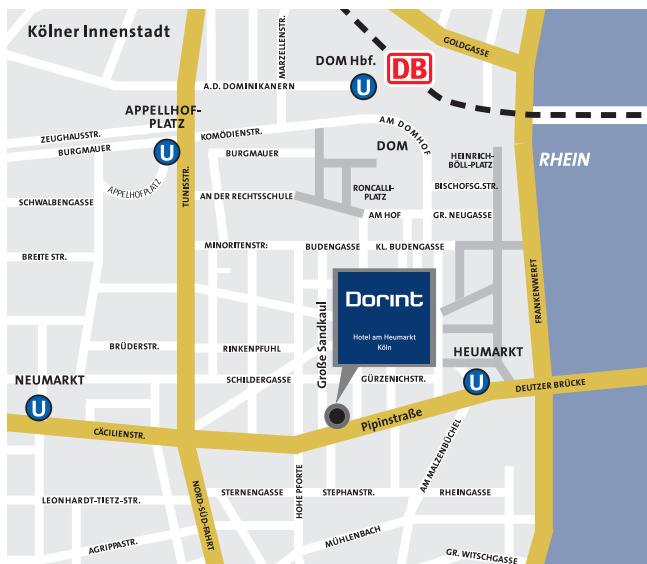 Kölner Innenstadt
MARZELLENSTR.
GOLDGASSE
DOM Hbf.
DB
U
A.D. DOMINIKANERN
APPELLHOF-
PLATZ
U
ZEUGHAUSSTR.
BURGMAUER
KOMÖDIENSTR.
AM DOMHOF
DOM
BURGMAUER
HEINRICH-
BÖLL-PLATZ
RHEIN
APPELHOFPLATZ
TUNISSTR.
RONCALLI-
PLATZ
BISCHOFSG.STR.
SCHWALBENGASSE
AN DER RECHTSSCHULE
AM HOF
GR. NEUGASSE
MINORITENSTR:
BUDENGASSE
KL. BUDENGASSE
BREITE STR.
FRANKENWERFT
Dorint
Hotel am Heumarkt
Köln
Große Sandkaul
BRÜDERSTR.
RINKENPFUHL
HEUMARKT
NEUMARKT
SCHILDERGASSE
GÜRZENICHSTR.
U
DEUTZER BRÜCKE
U
Pipinstraße
CÄCILIENSTR.
AM MALZENBÜCHEL
NORD-SÜD-FAHRT
HOHE PFORTE
LEONHARDT-TIETZ-STR.
STERNENGASSE
STEPHANSTR.
RHEINGASSE
AGRIPPASTR.
MÜHLENBACH
GR. WITSCHGASSE